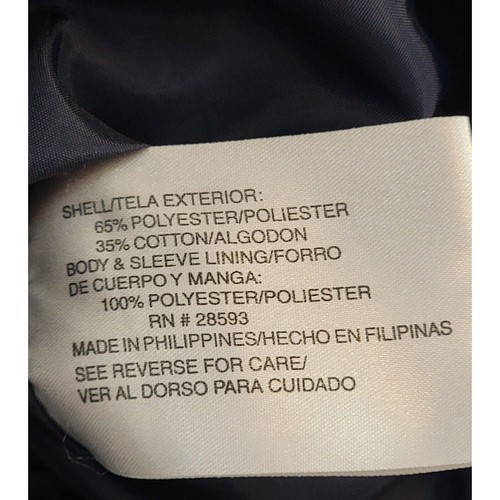 SHELL/TELA EXTERIOR:
65% POLYESTER/POLIESTER
35% COTTON/ALGODON
BODY & SLEEVE LINING/FORRO
DE CUERPO Y MANGA:
100% POLYESTER/POLIESTER
RN # 28593
MADE IN PHILIPPINES/HECHO EN FILIPINAS
SEE REVERSE FOR CARE/
VER AL DORSO PARA CUIDADO